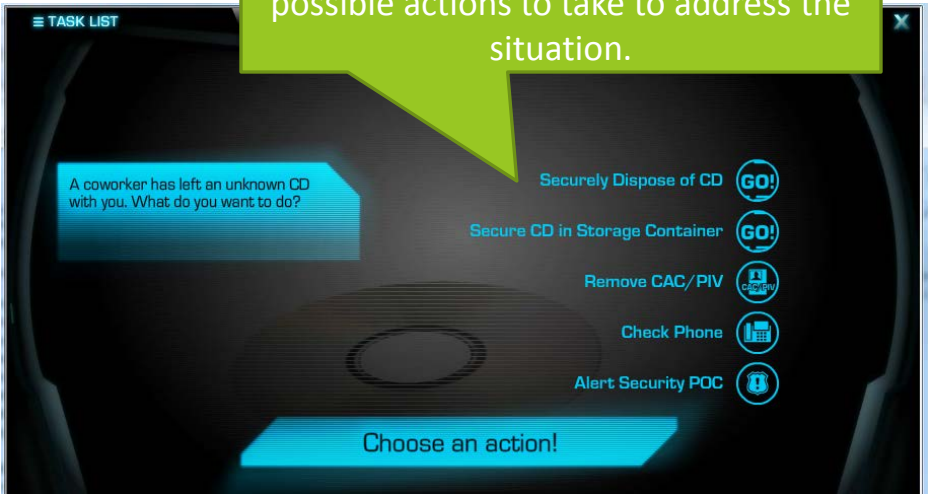 possible actions to take to address the
situation.
≡ TASK LIST
X
A coworker has left an unknown CD
with you. What do you want to do?
Securely Dispose of CD GO!
Secure CD in Storage Container GO!
Remove CAC/PIV CAC/PIV
Check Phone
Alert Security POC
Choose an action!